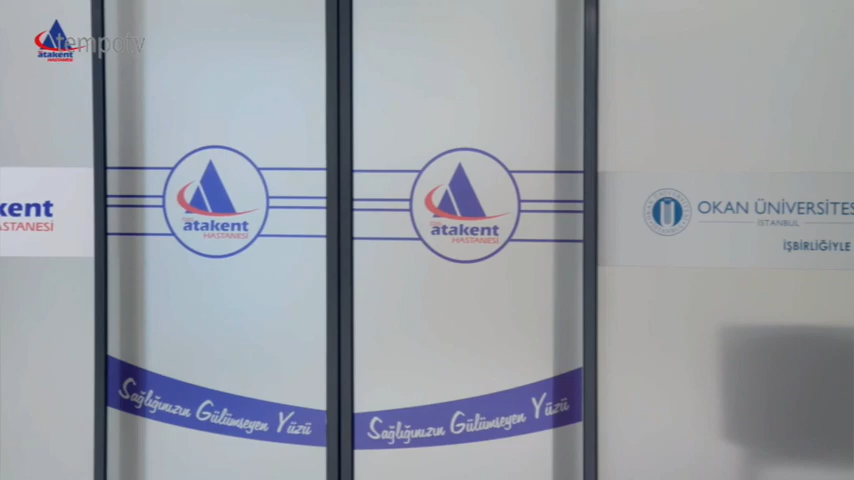 tempotv
atakent
HASTANESİ
kent
ASTANESİ
atakent
HASTANESİ
atakent
HASTANESİ
OKAN ÜNİVERSİTES
İSTANBUL
İŞBİRLİĞİYLE
Sağlığınızın Gülümseyen Yüzü
Sağlığınızın Gülümseyen Yüzü